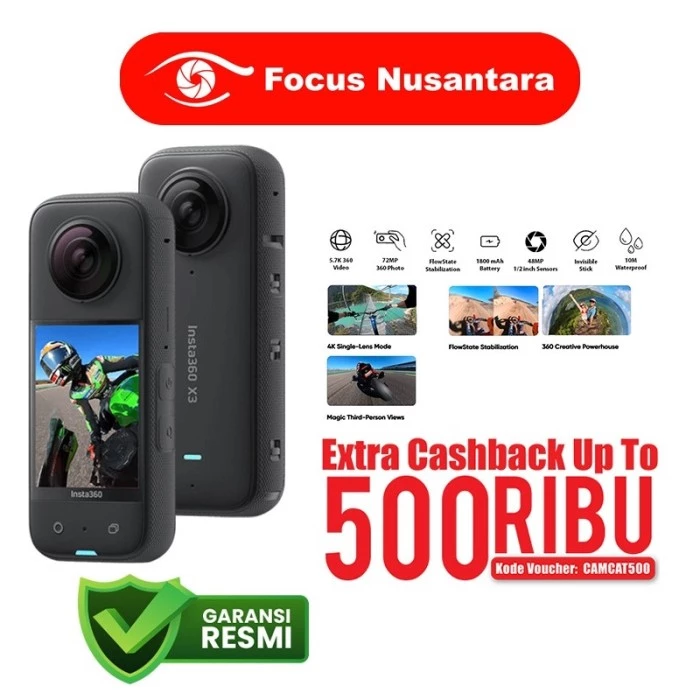 Focus Nusantara
5.7K 360
Video
72MP
360 Photo
FlowState
Stabilization
1800 mAh
Battery
48MP
1/2 inch Sensors
Invisible
Stick
10M
Waterproof
4K Single-Lens Mode
FlowState Stabilization
360 Creative Powerhouse
Magic Third-Person Views
Insta360 X3
Insta360
Extra Cashback Up To
500RIBU
Kode Voucher: CAMCAT500
GARANSI
RESMI